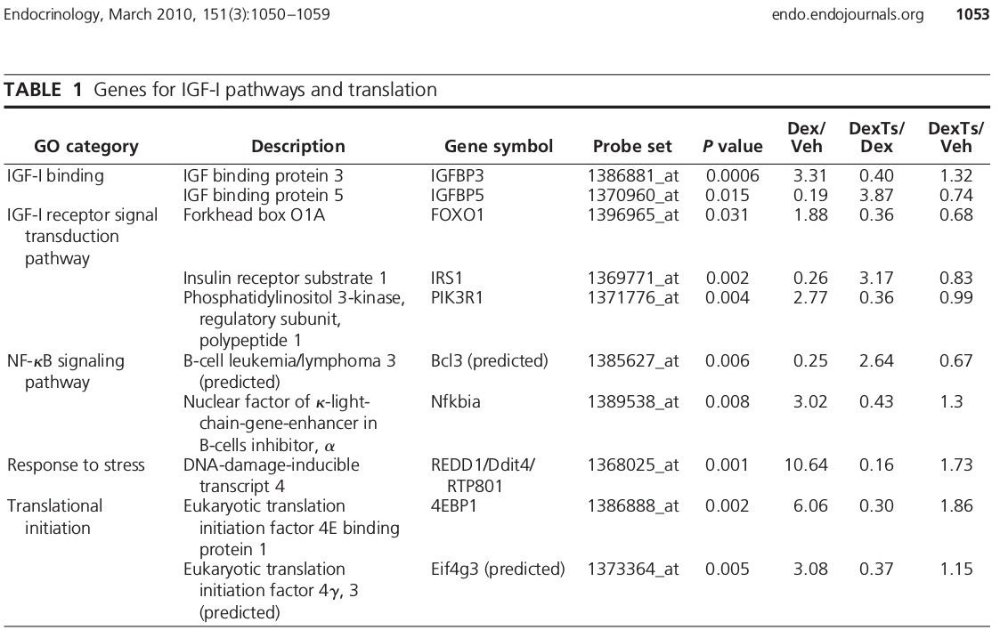 Endocrinology, March 2010, 151(3):1050–1059 endo.endojournals.org 1053
TABLE 1 Genes for IGF-I pathways and translation
Dex/ DexTs/ DexTs/
GO category Description Gene symbol Probe set P value Veh Dex Veh
IGF-I binding IGF binding protein 3 IGFBP3 1386881_at 0.0006 3.31 0.40 1.32
IGF binding protein 5 IGFBP5 1370960_at 0.015 0.19 3.87 0.74
IGF-I receptor signal Forkhead box O1A FOXO1 1396965_at 0.031 1.88 0.36 0.68
transduction
pathway
Insulin receptor substrate 1 IRS1 1369771_at 0.002 0.26 3.17 0.83
Phosphatidylinositol 3-kinase, PIK3R1 1371776_at 0.004 2.77 0.36 0.99
regulatory subunit,
polypeptide 1
NF-κB signaling B-cell leukemia/lymphoma 3 Bcl3 (predicted) 1385627_at 0.006 0.25 2.64 0.67
pathway (predicted)
Nuclear factor of κ-light- Nfkbia 1389538_at 0.008 3.02 0.43 1.3
chain-gene-enhancer in
B-cells inhibitor, α
Response to stress DNA-damage-inducible REDD1/Ddit4/ 1368025_at 0.001 10.64 0.16 1.73
transcript 4 RTP801
Translational Eukaryotic translation 4EBP1 1386888_at 0.002 6.06 0.30 1.86
initiation initiation factor 4E binding
protein 1
Eukaryotic translation Eif4g3 (predicted) 1373364_at 0.005 3.08 0.37 1.15
initiation factor 4γ, 3
(predicted)